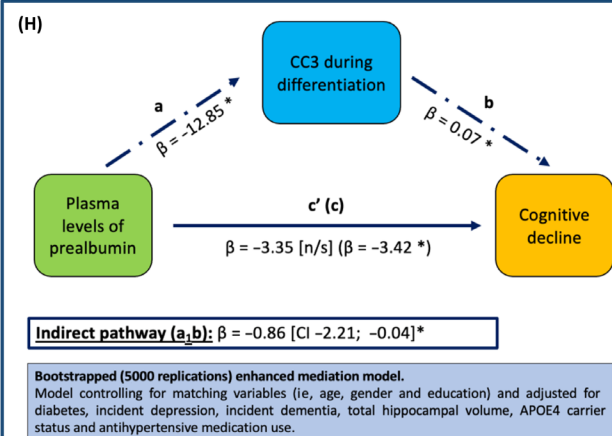 (H)
CC3 during
differentiation
a
β = −12.85 *
b
β = 0.07 *
Plasma
levels of
prealbumin
c’ (c)
β = −3.35 [n/s] (β = −3.42 *)
Cognitive
decline
Indirect pathway (a1b): β = −0.86 [CI −2.21; −0.04]*
Bootstrapped (5000 replications) enhanced mediation model.
Model controlling for matching variables (ie, age, gender and education) and adjusted for
diabetes, incident depression, incident dementia, total hippocampal volume, APOE4 carrier
status and antihypertensive medication use.